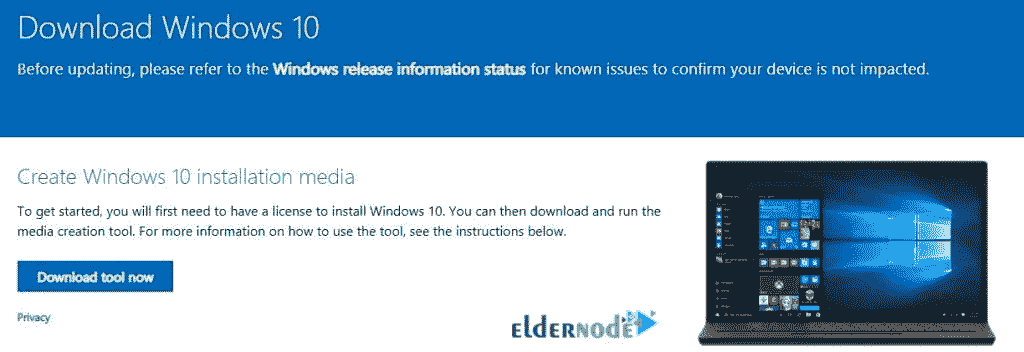 Download Windows 10
Before updating, please refer to the Windows release information status for known issues to confirm your device is not impacted.
Create Windows 10 installation media
To get started, you will first need to have a license to install Windows 10. You can then download and run the
media creation tool. For more information on how to use the tool, see the instructions below.
Download tool now
Privacy
ELDERNODE